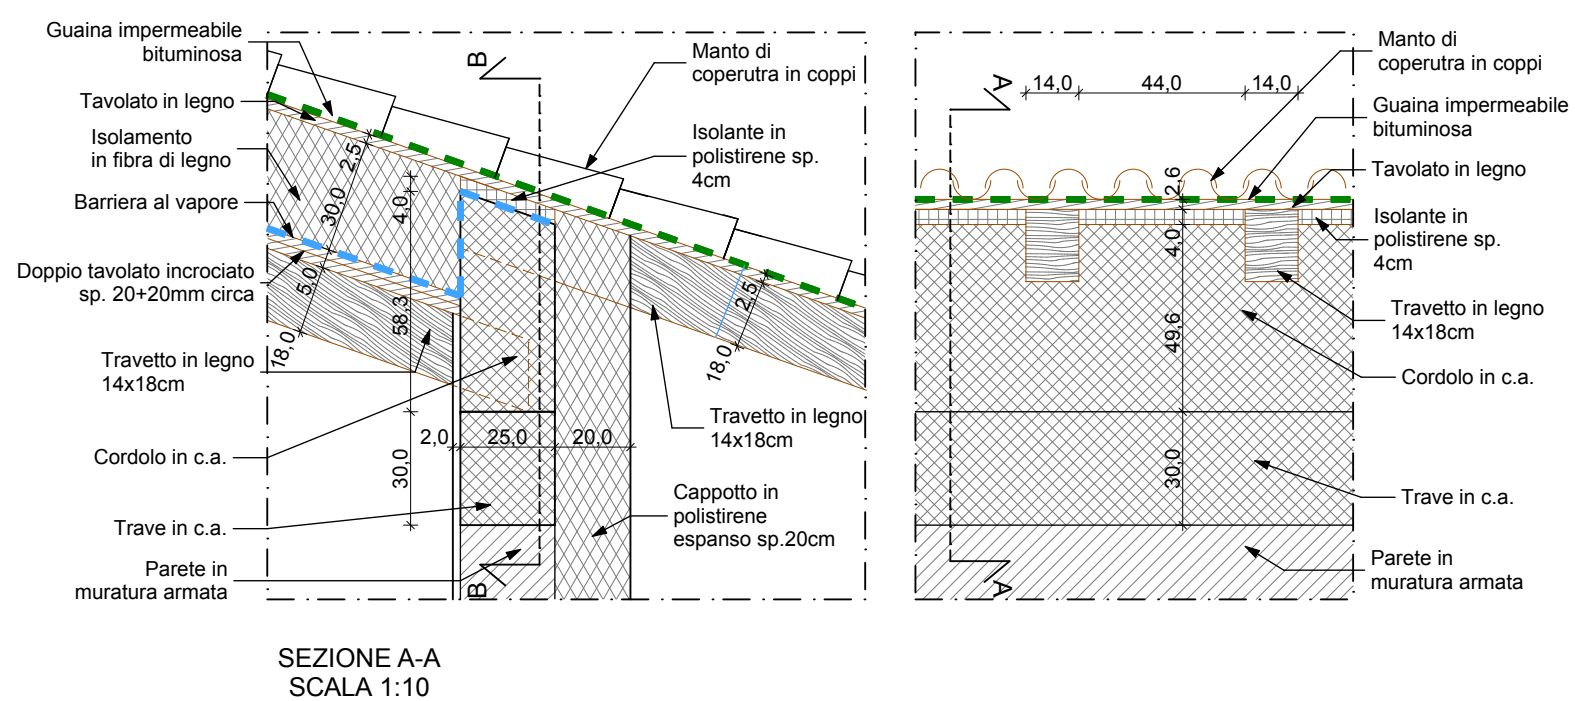 Guaina impermeabile
bituminosa
Tavolato in legno
Isolamento
in fibra di legno
Barriera al vapore
Doppio tavolato incrociato
sp. 20+20mm circa
Travetto in legno
14x18cm
Cordolo in c.a.
Trave in c.a.
Parete in
muratura armata
B
B
2,5
30,0
5,0
18,0
4,0
58,3
30,0
2,0
25,0
20,0
2,5
18,0
Manto di
coperutra in coppi
Isolante in
polistirene sp.
4cm
Travetto in legno
14x18cm
Cappotto in
polistirene
espanso sp.20cm
SEZIONE A-A
SCALA 1:10
A
A
14,0
44,0
14,0
2,6
4,0
49,6
30,0
Manto di
coperutra in coppi
Guaina impermeabile
bituminosa
Tavolato in legno
Isolante in
polistirene sp.
4cm
Travetto in legno
14x18cm
Cordolo in c.a.
Trave in c.a.
Parete in
muratura armata